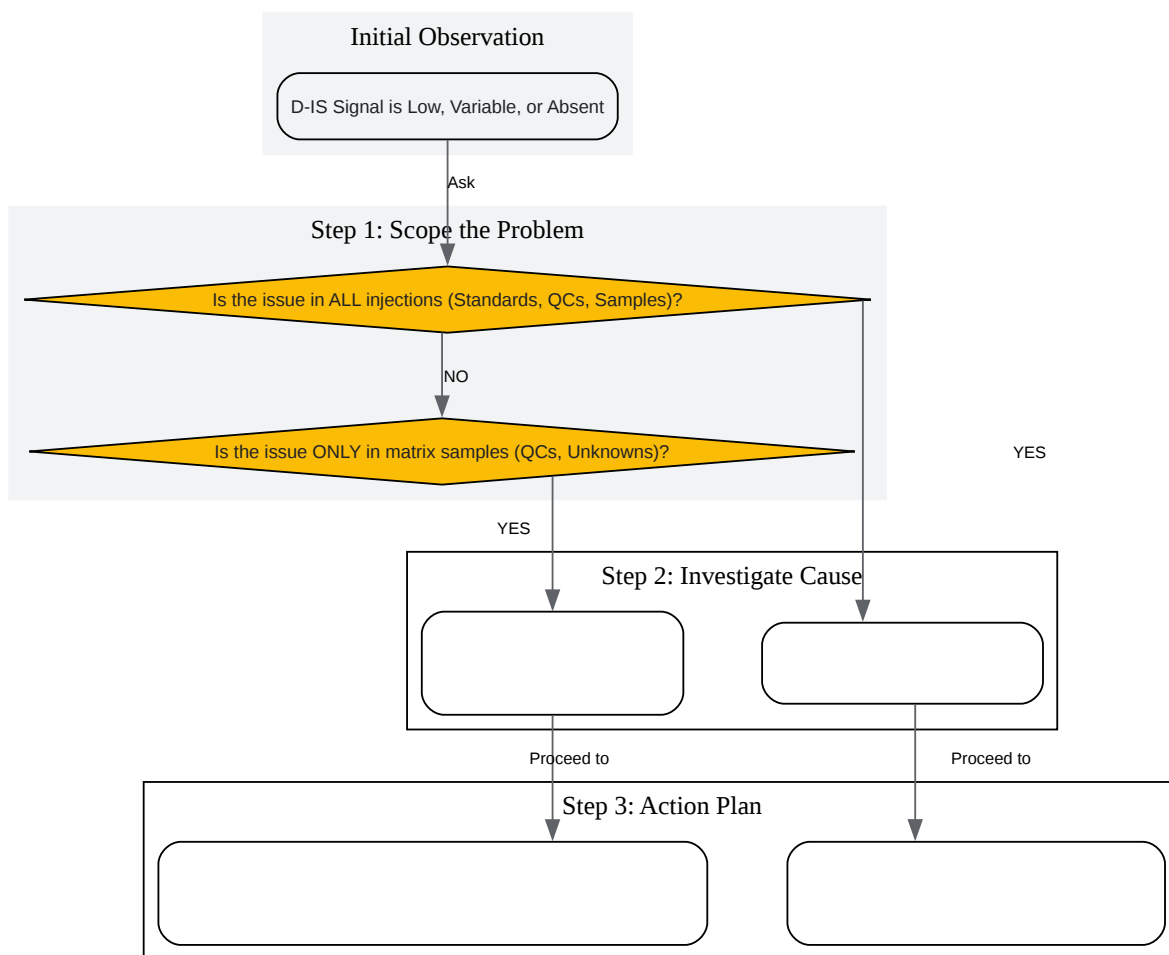 Initial Observation
D-IS Signal is Low, Variable, or Absent
Ask
Step 1: Scope the Problem
Is the issue in ALL injections (Standards, QCs, Samples)?
NO
Is the issue ONLY in matrix samples (QCs, Unknowns)?
YES
YES
Step 2: Investigate Cause
Proceed to
Proceed to
Step 3: Action Plan